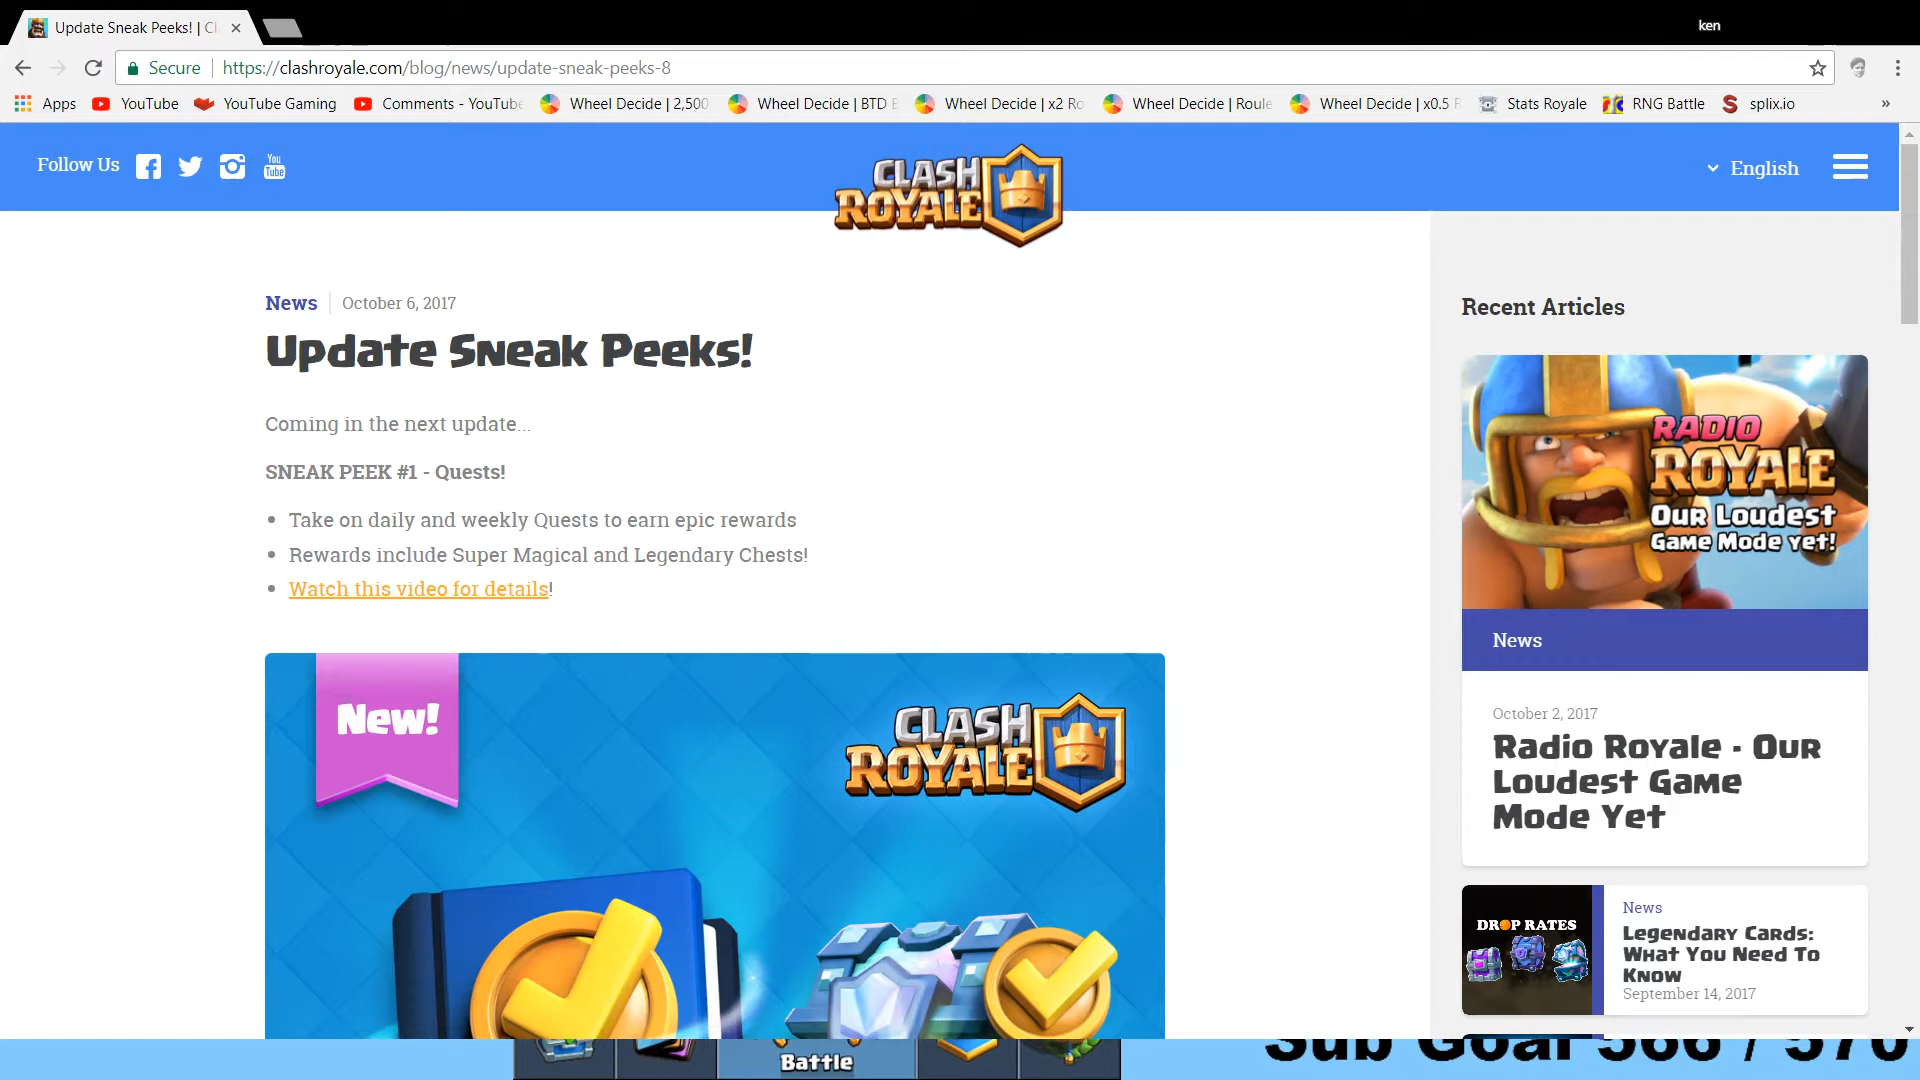 Update Sneak Peeks! | Cl
ken
Secure
https://clashroyale.com/blog/news/update-sneak-peeks-8
Apps
YouTube
YouTube Gaming
Comments - YouTube
Wheel Decide | 2,500
Wheel Decide | BTD
Wheel Decide | x2 Ro
Wheel Decide | Roule
Wheel Decide | x0.5
Stats Royale
RNG Battle
splix.io
»
Follow Us
You
Tube
CLASH
ROYALE
English
News
October 6, 2017
Update Sneak Peeks!
Coming in the next update...
SNEAK PEEK #1 - Quests!
• Take on daily and weekly Quests to earn epic rewards
• Rewards include Super Magical and Legendary Chests!
• Watch this video for details!
New!
CLASH
ROYALE
Recent Articles
RADIO
ROYALE
Our Loudest
Game Mode yet!
News
October 2, 2017
Radio Royale - Our
Loudest Game
Mode Yet
DROP RATES
News
Legendary Cards:
What You Need To
Know
September 14, 2017
Battle
Sub Goal 566 / 570